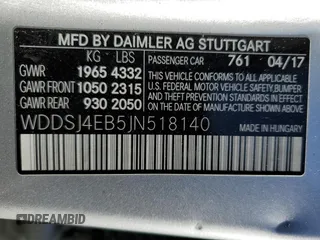 MFD BY DAIMLER AG STUTTGART
KG LBS PASSENGER CAR 761 04/17
GVWR 1965 4332
GAWR FRONT 1050 2315
GAWR REAR 930 2050
THIS VEHICLE CONFORMS TO ALL APPLICABLE
U.S. FEDERAL MOTOR VEHICLE SAFETY, BUMPER,
AND THEFT PREVENTION STANDARDS IN EFFECT
ON THE DATE OF MANUFACTURE SHOWN ABOVE.
WDDSJ4EB5JN518140
MADE IN HUNGARY
© DREAMBID